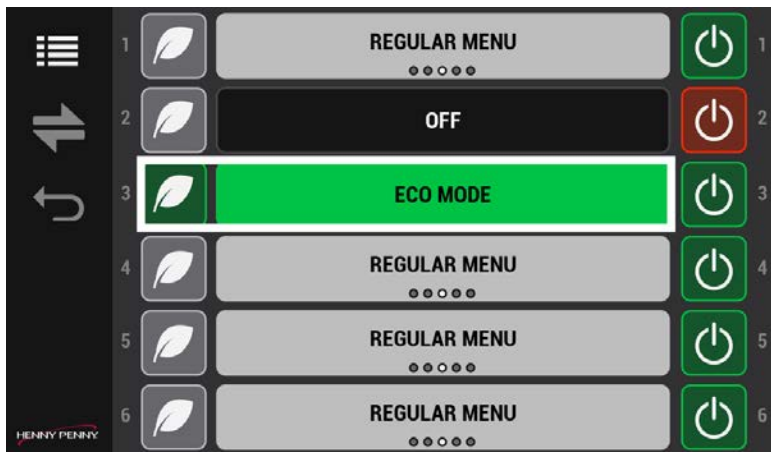 1 REGULAR MENU 1
2 OFF 2
3 ECO MODE 3
4 REGULAR MENU 4
5 REGULAR MENU 5
6 REGULAR MENU 6
HENNY PENNY